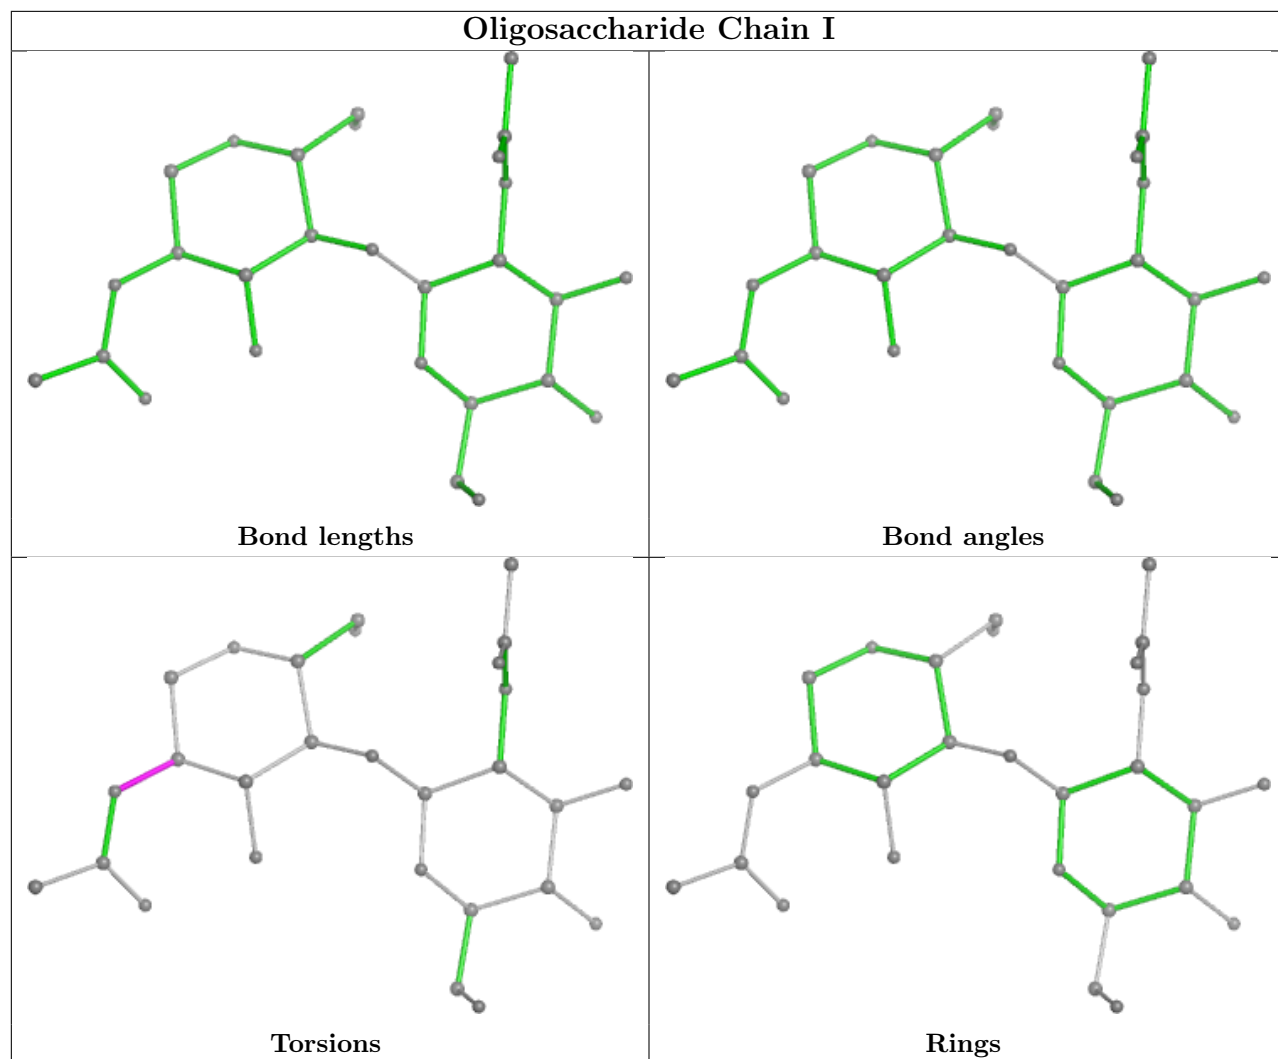 Oligosaccharide Chain I
Bond lengths
Bond angles
Torsions
Rings